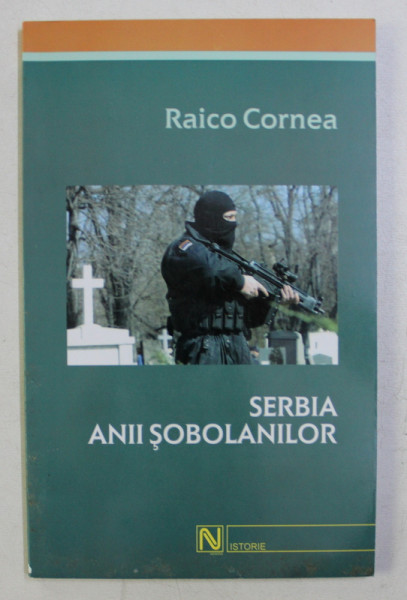 Raico Cornea
SERBIA
ANII ŞOBOLANILOR
N
ISTORIE